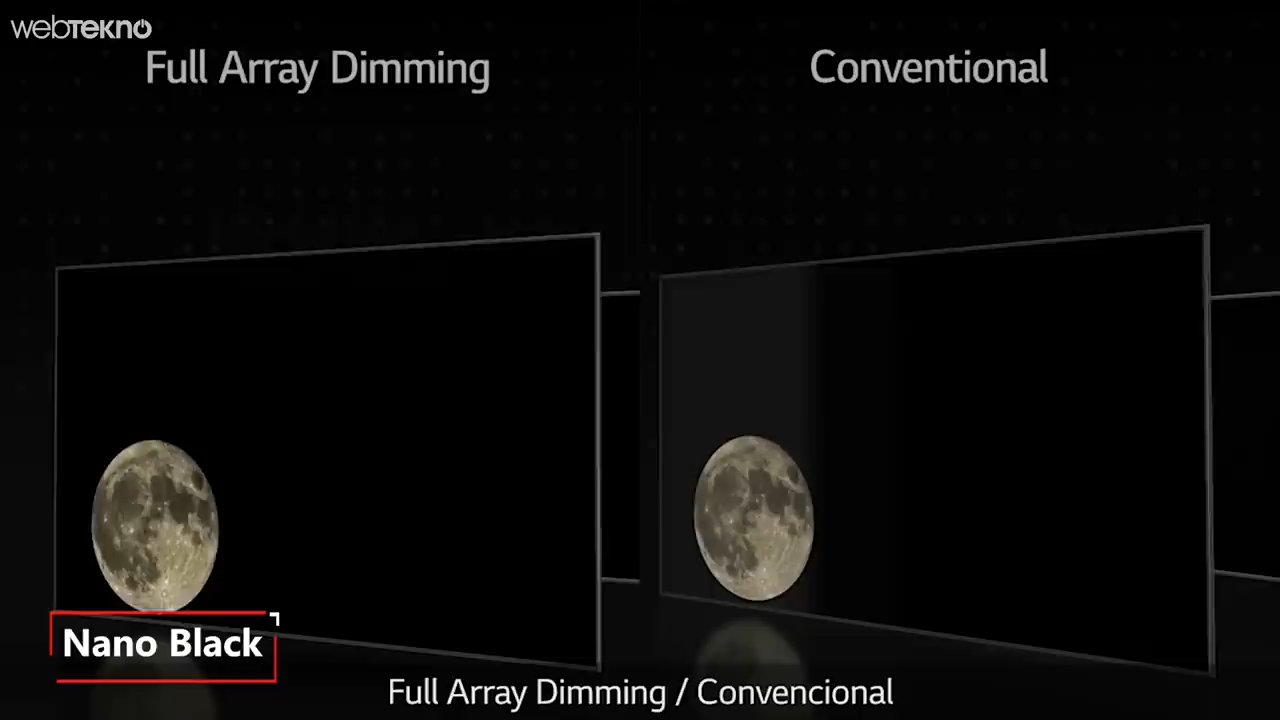 webTEKNO
Full Array Dimming
Conventional
Nano Black
Full Array Dimming / Convencional